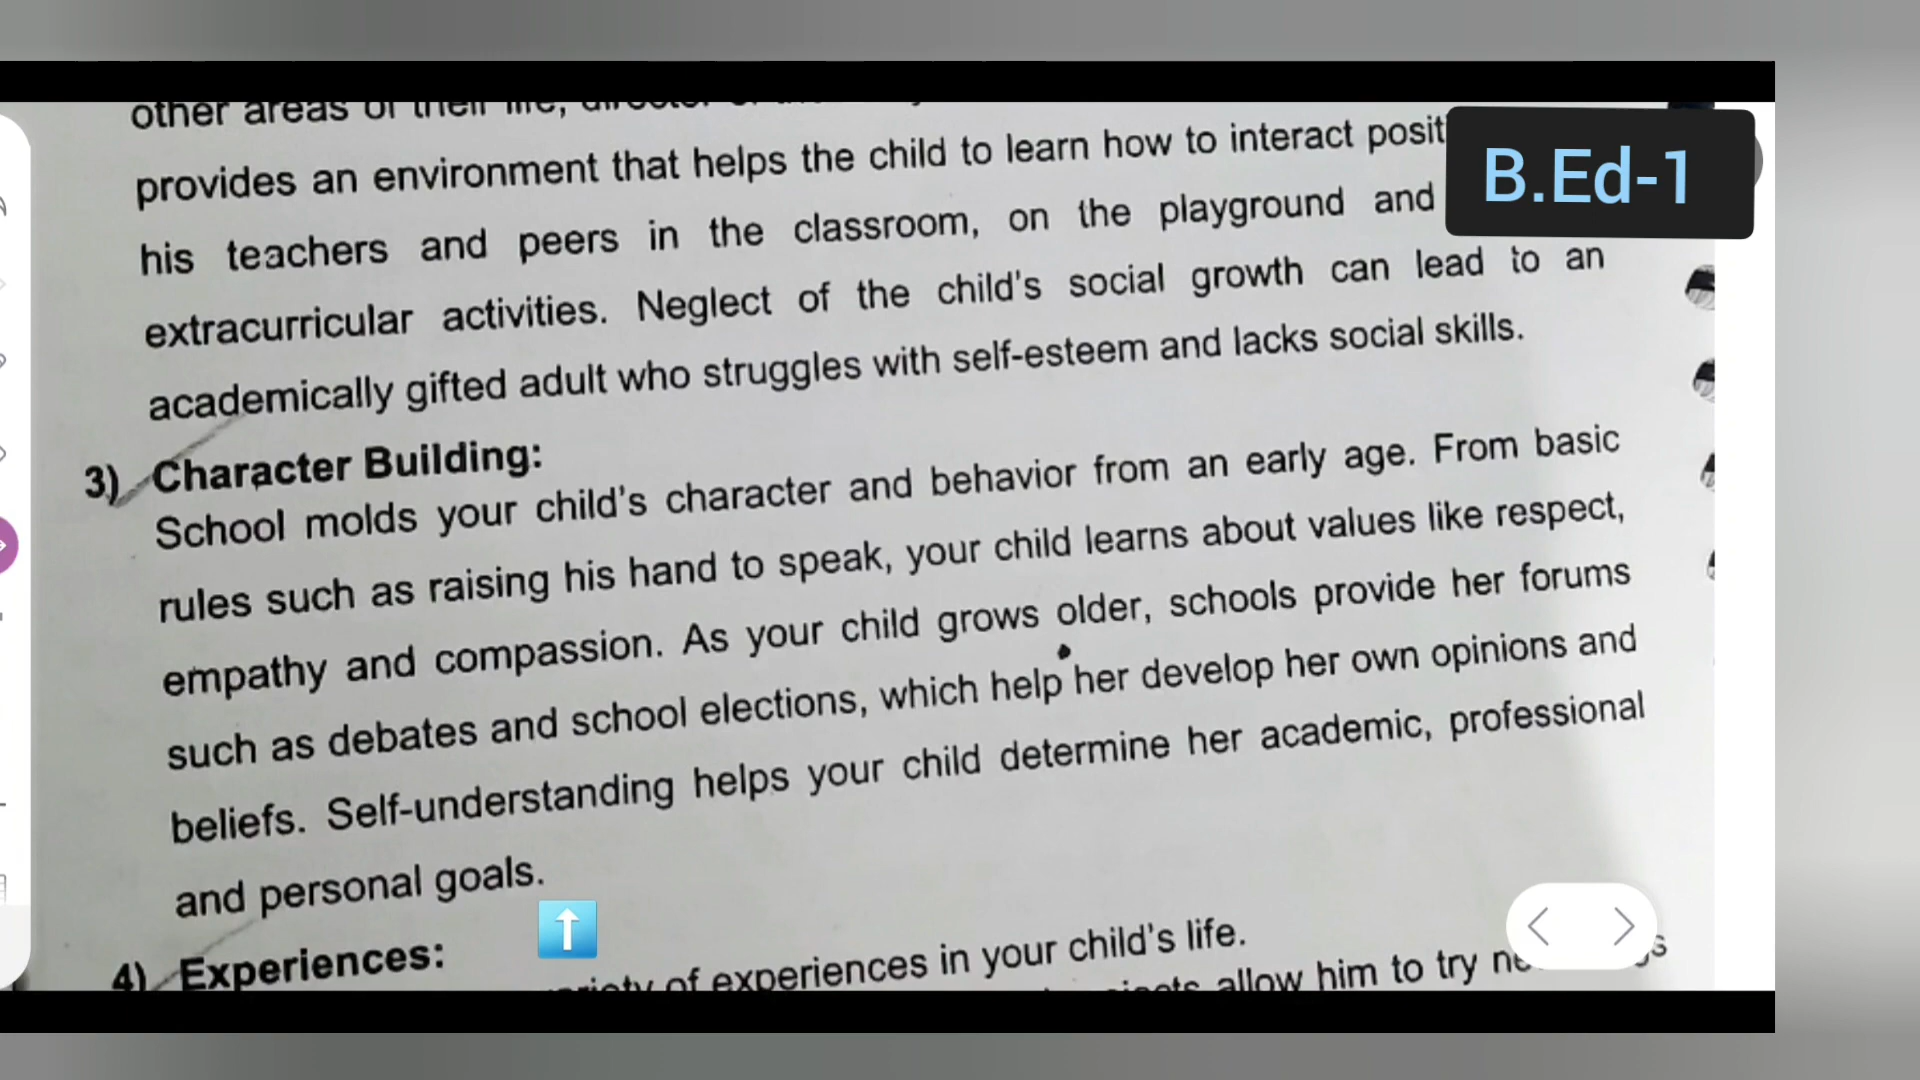 other areas of their life,
provides an environment that helps the child to learn how to interact
B.Ed-1
his teachers and peers in the classroom, on the playground and
extracurricular activities. Neglect of the child's social growth can lead to an
academically gifted adult who struggles with self-esteem and lacks social skills.
3) Character Building:
School molds your child's character and behavior from an early age. From basic
rules such as raising his hand to speak, your child learns about values like respect,
empathy and compassion. As your child grows older, schools provide her forums
such as debates and school elections, which help her develop her own opinions and
beliefs. Self-understanding helps your child determine her academic, professional
and personal goals.
4) Experiences:
of experiences in your child's life.
allow him to try